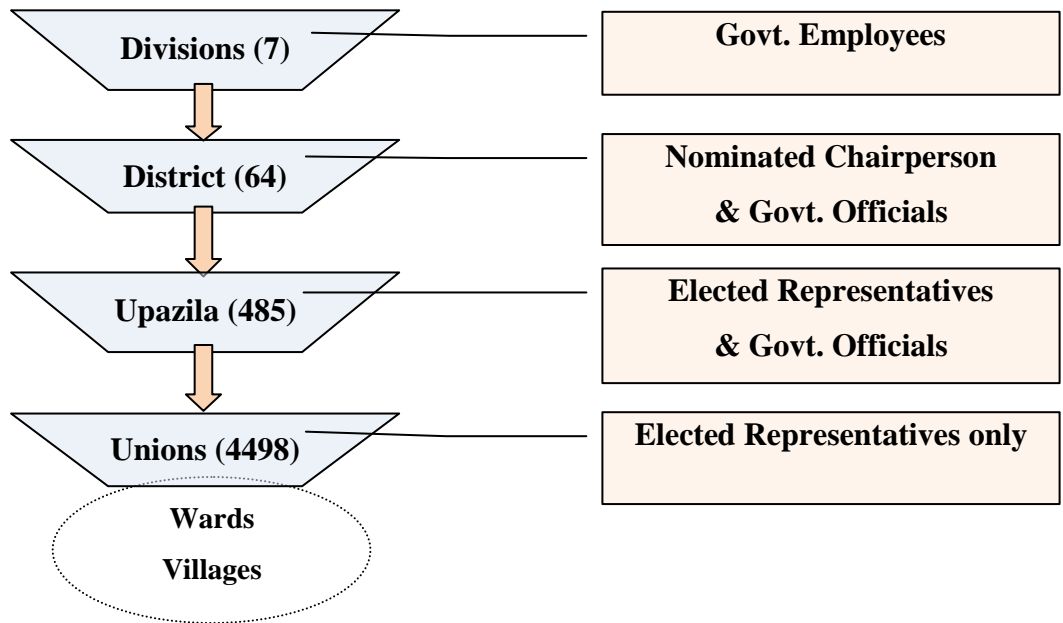 Divisions (7)
Govt. Employees
District (64)
Nominated Chairperson
& Govt. Officials
Upazila (485)
Elected Representatives
& Govt. Officials
Unions (4498)
Elected Representatives only
Wards
Villages